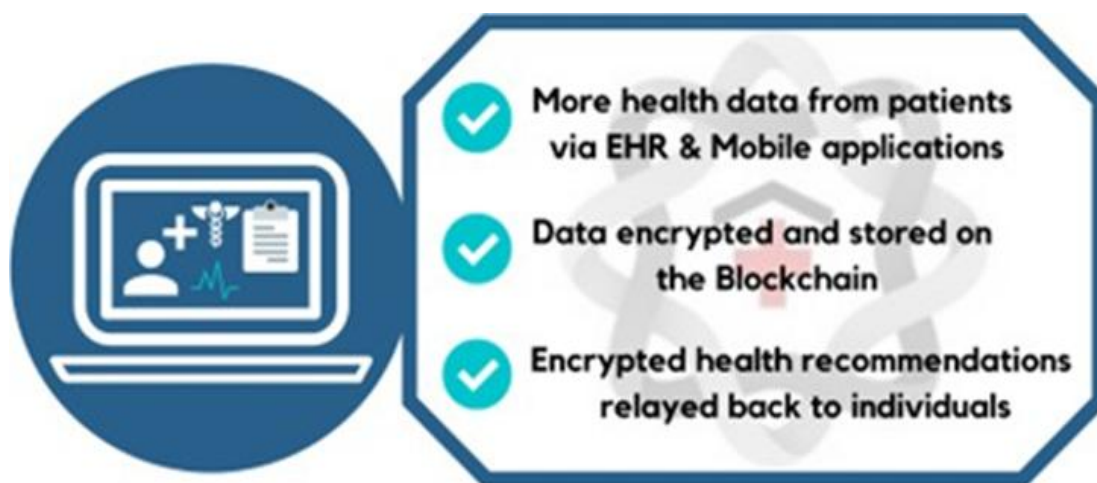 More health data from patients
via EHR & Mobile applications
Data encrypted and stored on
the Blockchain
Encrypted health recommendations
relayed back to individuals